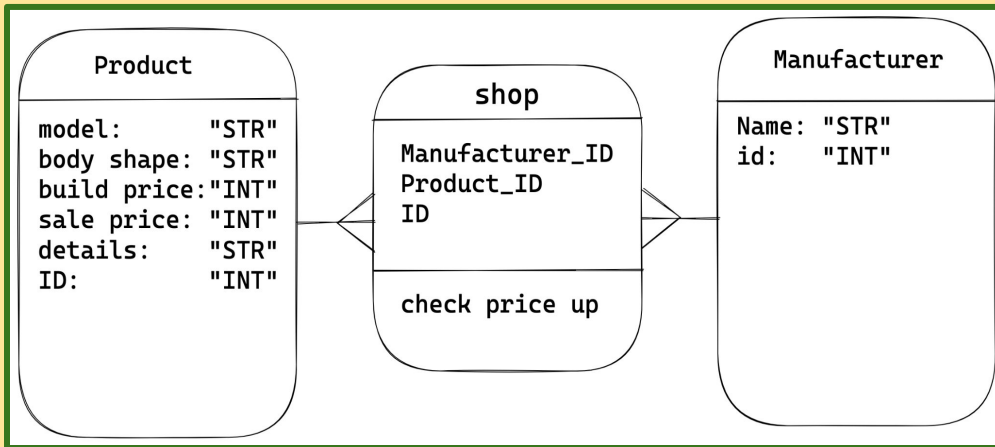 Product
model: "STR"
body shape: "STR"
build price:"INT"
sale price: "INT"
details: "STR"
ID: "INT"
shop
Manufacturer_ID
Product_ID
ID
check price up
Manufacturer
Name: "STR"
id: "INT"